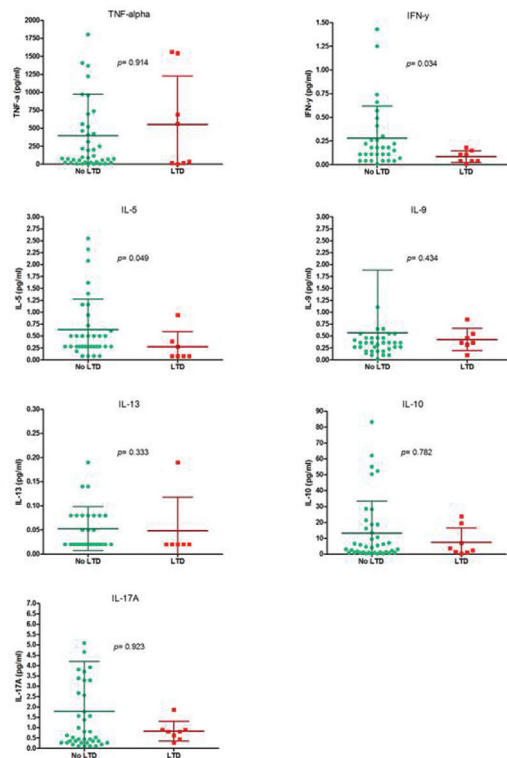 TNF-alpha
TNF-a (pg/ml)
2000
1750
1500
1250
1000
750
500
250
0
p= 0.914
No LTD
LTD
IFN-y
IFN-y (pg/ml)
1.50
1.25
1.00
0.75
0.50
0.25
0.00
p= 0.034
No LTD
LTD
IL-5
IL-5 (pg/ml)
3.00
2.75
2.50
2.25
2.00
1.75
1.50
1.25
1.00
0.75
0.50
0.25
0.00
p= 0.049
No LTD
LTD
IL-9
IL-9 (pg/ml)
3.00
2.75
2.50
2.25
2.00
1.75
1.50
1.25
1.00
0.75
0.50
0.25
0.00
p= 0.434
No LTD
LTD
IL-13
IL-13 (pg/ml)
0.30
0.25
0.20
0.15
0.10
0.05
0.00
p= 0.333
No LTD
LTD
IL-10
IL-10 (pg/ml)
90
80
70
60
50
40
30
20
10
0
p= 0.782
No LTD
LTD
IL-17A
IL-17A (pg/ml)
7.0
6.5
6.0
5.5
5.0
4.5
4.0
3.5
3.0
2.5
2.0
1.5
1.0
0.5
0.0
p= 0.923
No LTD
LTD